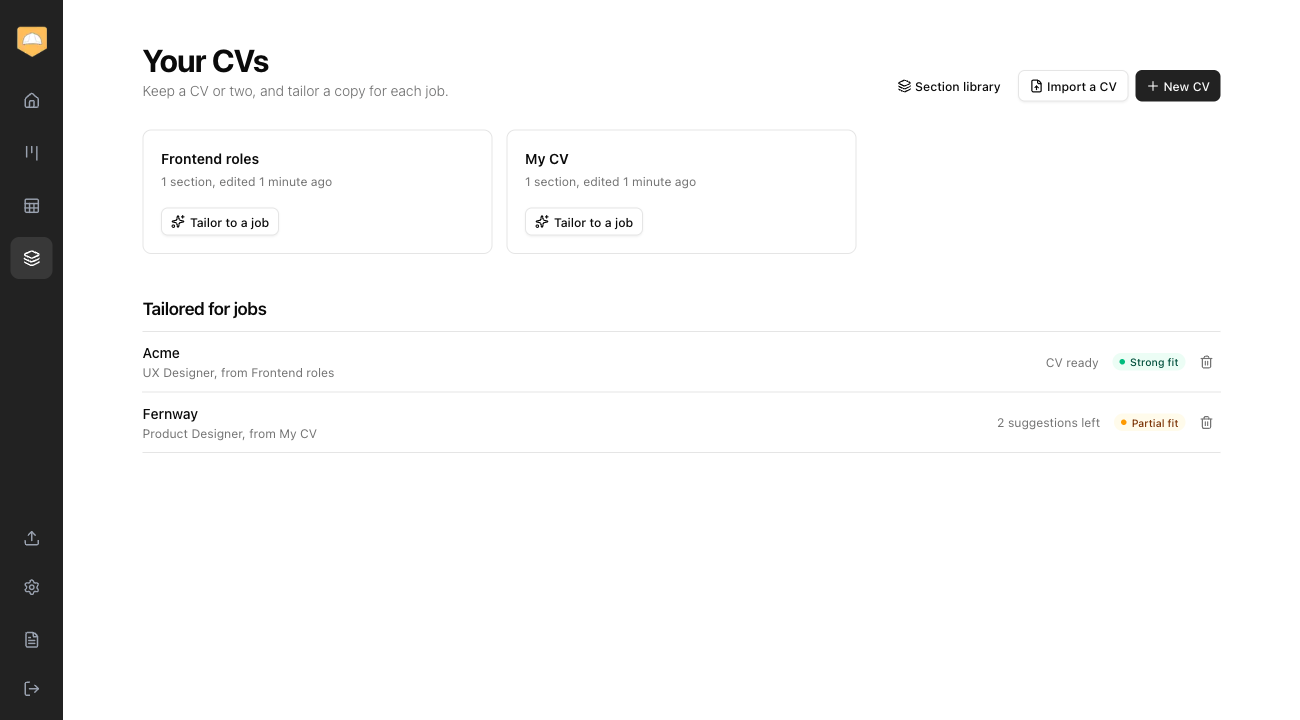 Your CVs
Keep a CV or two, and tailor a copy for each job.
Section library
Import a CV
New CV
Frontend roles
1 section, edited 1 minute ago
Tailor to a job
My CV
1 section, edited 1 minute ago
Tailor to a job
Tailored for jobs
Acme
UX Designer, from Frontend roles
CV ready
Strong fit
Fernway
Product Designer, from My CV
2 suggestions left
Partial fit